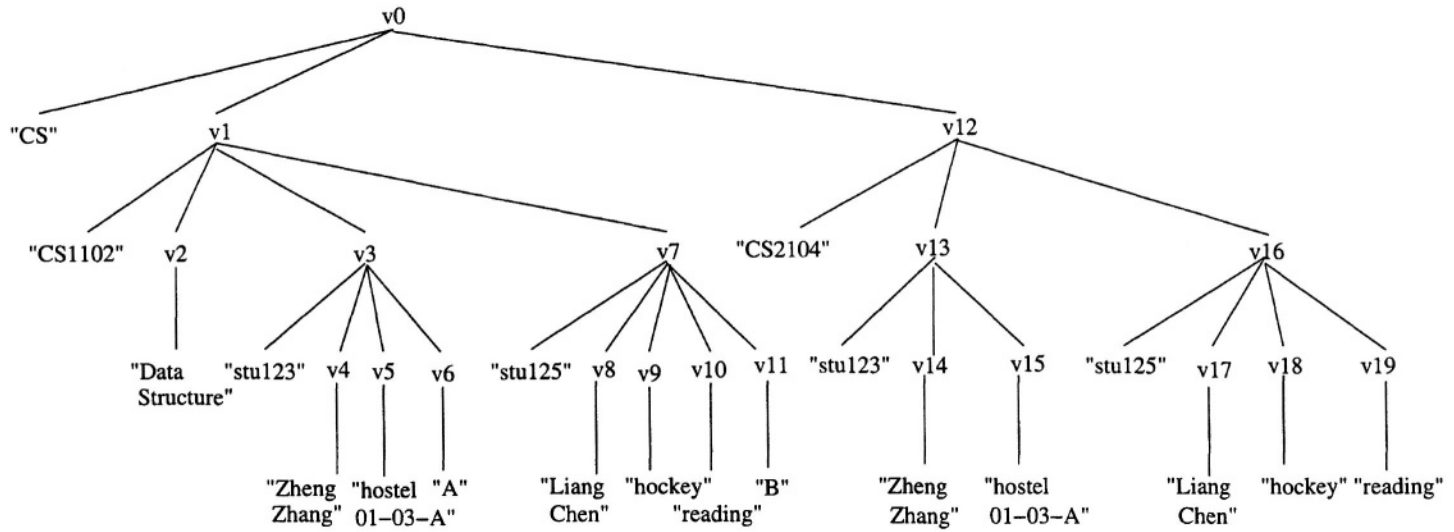 v0
"CS" v1 v12
"CS1102" v2 v3 v7 "CS2104" v13 v16
"Data
Structure"
"stu123" v4 v5 v6 "stu125" v8 v9 v10 v11 "stu123" v14 v15 "stu125" v17 v18 v19
"Zheng
Zhang"
"hostel
01–03–A"
"A"
"Liang
Chen"
"hockey"
"reading"
"B"
"Zheng
Zhang"
"hostel
01–03–A"
"Liang
Chen"
"hockey" "reading"